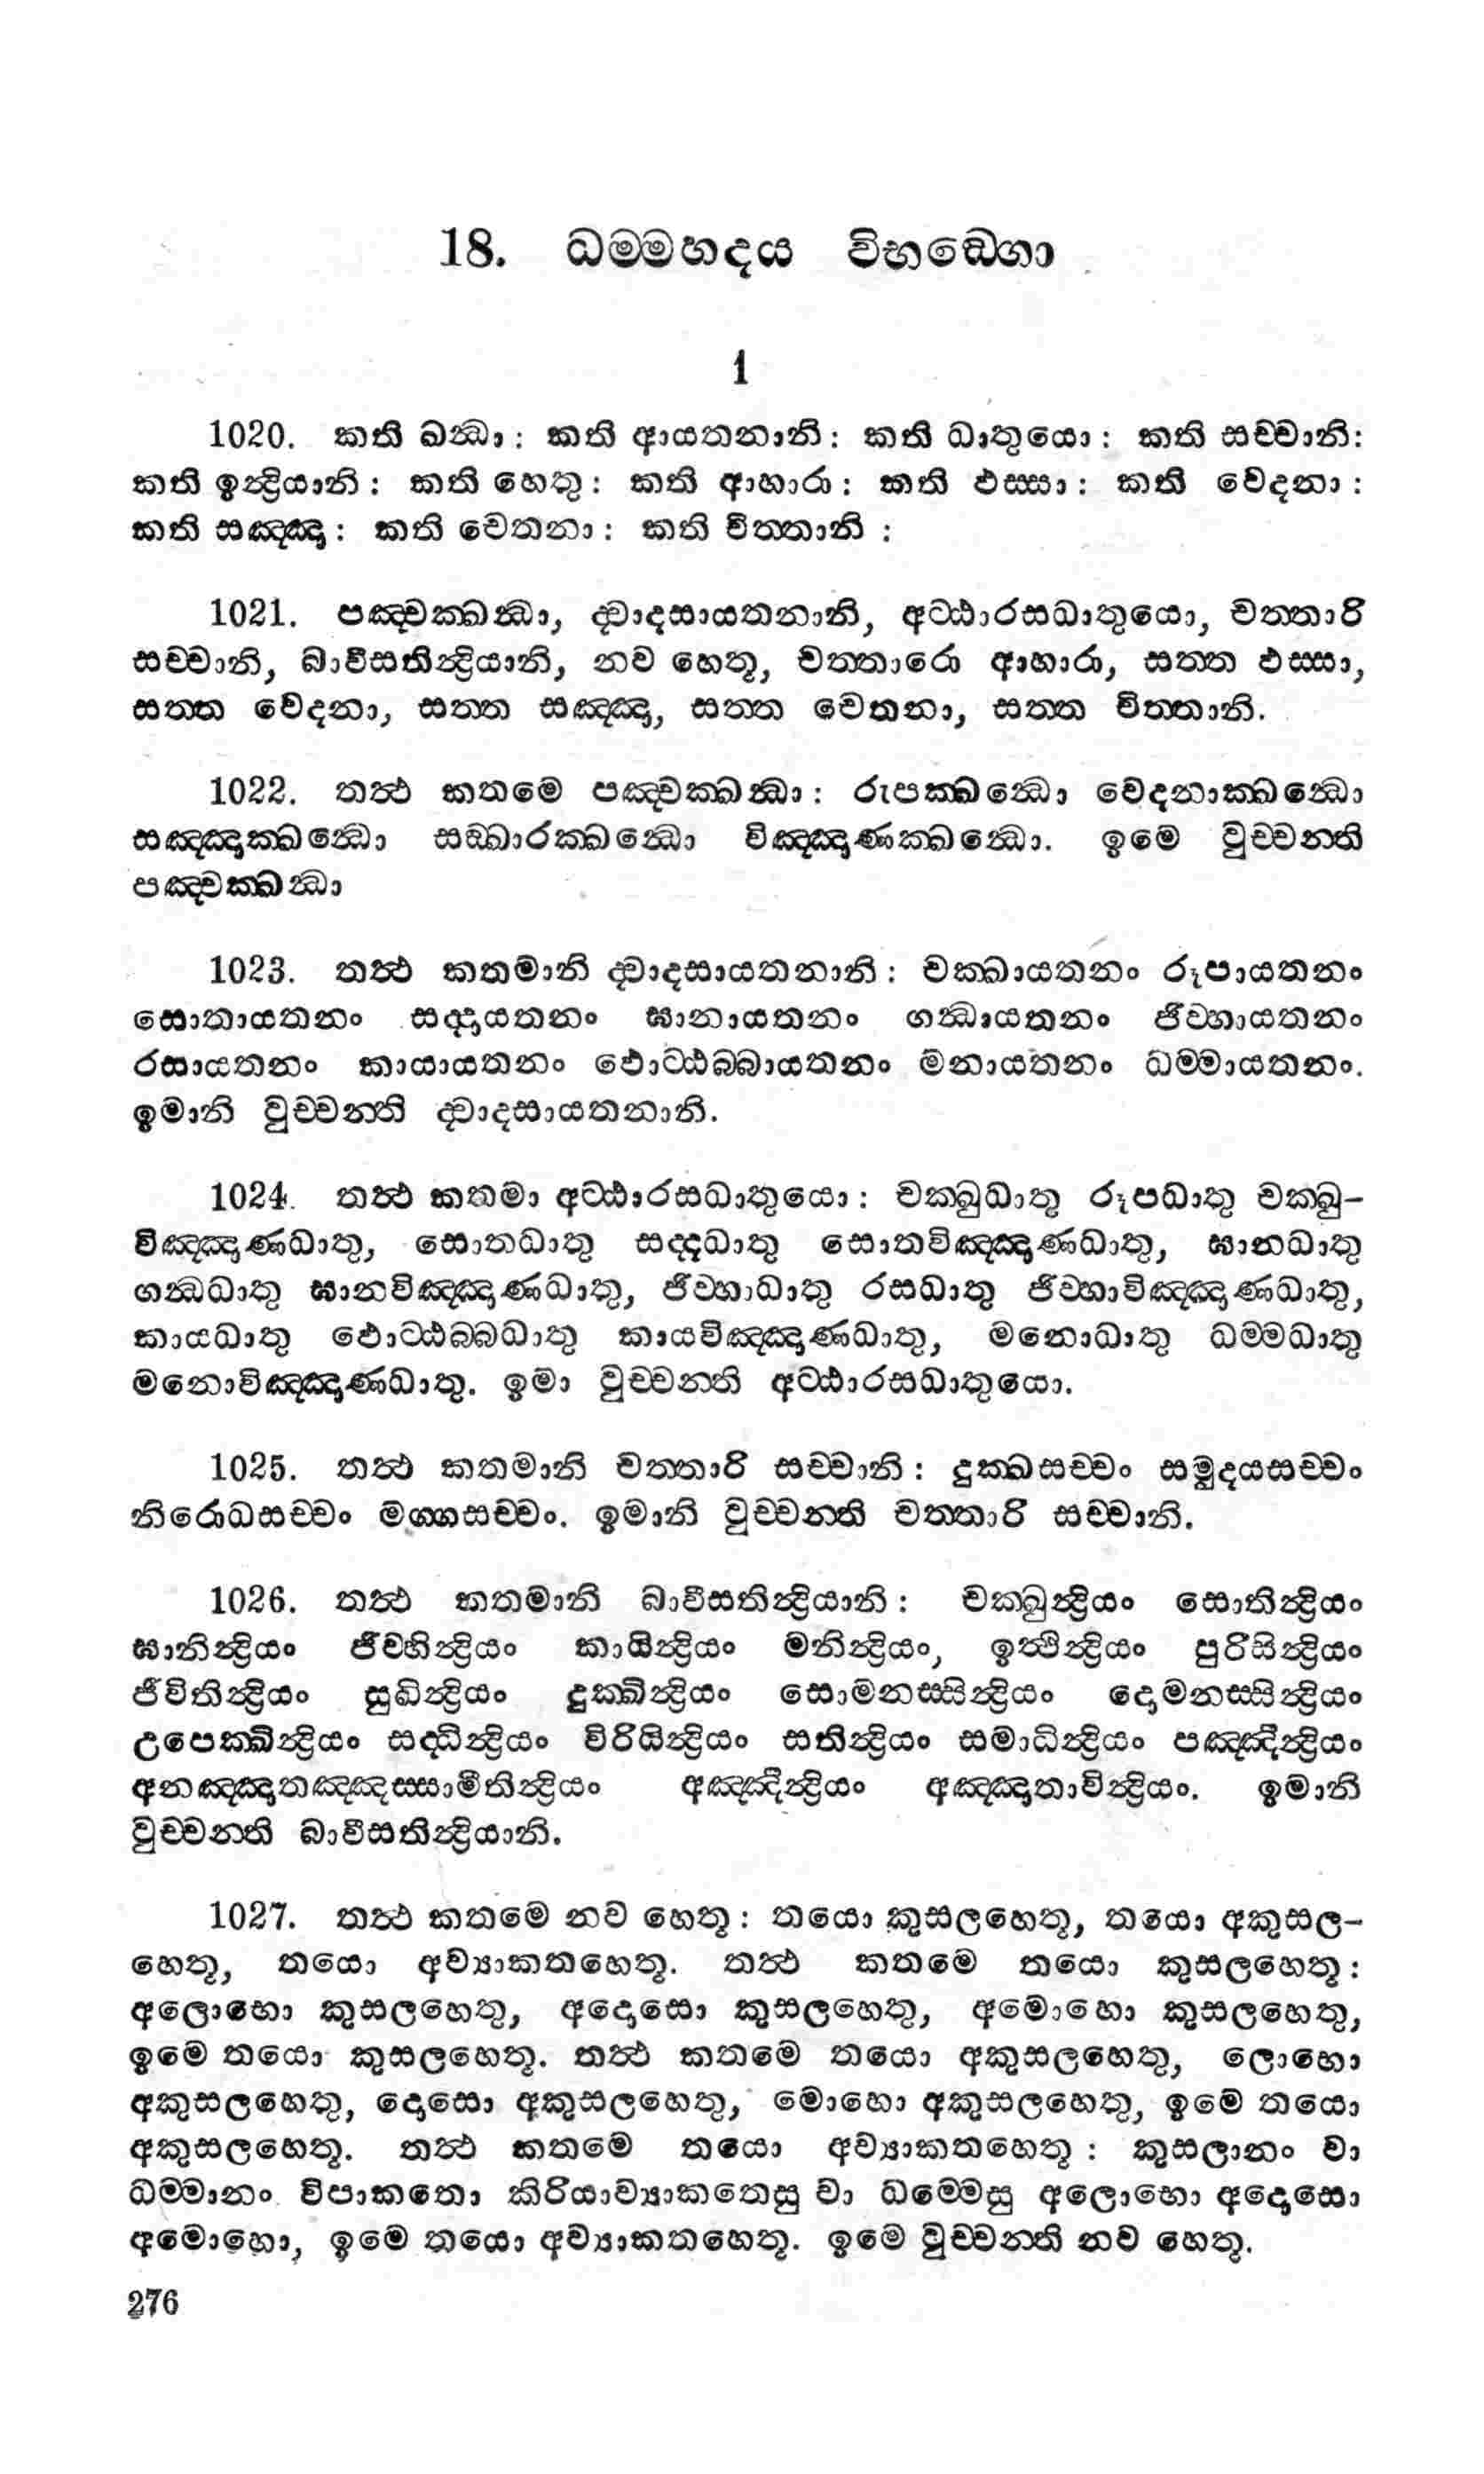 18. ධම්මහදය විභඞ්ගො
1
1020. කති ඛන්ධා: කති ආයතනානි: කති ධාතුයො: කති සච්චානි:
කති ඉන්ද්‍රියානි: කති හෙතු: කති ආහාරා: කති ඵස්සා: කති වෙදනා:
කති සඤ්ඤා: කති චෙතනා: කති චිත්තානි :
1021. පඤ්චක්ඛන්ධා, ද්වාදසායතනානි, අට්ඨාරසධාතුයො, චත්තාරි
සච්චානි, බාවීසතින්ද්‍රියානි, නව හෙතූ, චත්තාරො ආහාරා, සත්ත ඵස්සා,
සත්ත වෙදනා, සත්ත සඤ්ඤා, සත්ත චෙතනා, සත්ත චිත්තානි.
1022. තත්ථ කතමෙ පඤ්චක්ඛන්ධා: රූපක්ඛන්ධො වෙදනාක්ඛන්ධො
සඤ්ඤාක්ඛන්ධො සඞ්ඛාරක්ඛන්ධො විඤ්ඤාණක්ඛන්ධො. ඉමෙ වුච්චන්ති
පඤ්චක්ඛන්ධා
1023. තත්ථ කතමානි ද්වාදසායතනානි: චක්ඛායතනං රූපායතනං
සොතායතනං සද්දායතනං ඝානායතනං ගන්ධායතනං ජිව්හායතනං
රසායතනං කායායතනං ඵොට්ඨබ්බායතනං මනායතනං ධම්මායතනං.
ඉමානි වුච්චන්ති ද්වාදසායතනානි.
1024. තත්ථ කතමා අට්ඨාරසධාතුයො: චක්ඛුධාතු රූපධාතු චක්ඛු-
විඤ්ඤාණධාතු, සොතධාතු සද්දධාතු සොතවිඤ්ඤාණධාතු, ඝානධාතු
ගන්ධධාතු ඝානවිඤ්ඤාණධාතු, ජිව්හාධාතු රසධාතු ජිව්හාවිඤ්ඤාණධාතු,
කායධාතු ඵොට්ඨබ්බධාතු කායවිඤ්ඤාණධාතු, මනොධාතු ධම්මධාතු
මනොවිඤ්ඤාණධාතු. ඉමා වුච්චන්ති අට්ඨාරසධාතුයො.
1025. තත්ථ කතමානි චත්තාරි සච්චානි: දුක්ඛසච්චං සමුදයසච්චං
නිරොධසච්චං මග්ගසච්චං. ඉමානි වුච්චන්ති චත්තාරි සච්චානි.
1026. තත්ථ කතමානි බාවීසතින්ද්‍රියානි: චක්ඛුන්ද්‍රියං සොතින්ද්‍රියං
ඝානින්ද්‍රියං ජීව්හින්ද්‍රියං කායින්ද්‍රියං මනින්ද්‍රියං, ඉත්ථින්ද්‍රියං පුරිසින්ද්‍රියං
ජීවිතින්ද්‍රියං සුඛින්ද්‍රියං දුක්ඛින්ද්‍රියං සොමනස්සින්ද්‍රියං දොමනස්සින්ද්‍රියං
උපෙක්ඛින්ද්‍රියං සද්ධින්ද්‍රියං විරියින්ද්‍රියං සතින්ද්‍රියං සමාධින්ද්‍රියං පඤ්ඤින්ද්‍රියං
අනඤ්ඤාතඤ්ඤස්සාමීතින්ද්‍රියං අඤ්ඤින්ද්‍රියං අඤ්ඤාතාවින්ද්‍රියං. ඉමානි
වුච්චන්ති බාවීසතින්ද්‍රියානි.
1027. තත්ථ කතමෙ නව හෙතූ: තයො කුසලහෙතූ, තයො අකුසල-
හෙතූ, තයො අව්‍යාකතහෙතූ. තත්ථ කතමෙ තයො කුසලහෙතූ:
අලොභො කුසලහෙතු, අදොසො කුසලහෙතු, අමොහො කුසලහෙතු,
ඉමෙ තයො කුසලහෙතූ. තත්ථ කතමෙ තයො අකුසලහෙතු, ලොභො
අකුසලහෙතු, දොසො අකුසලහෙතු, මොහො අකුසලහෙතු, ඉමෙ තයො
අකුසලහෙතූ. තත්ථ කතමෙ තයො අව්‍යාකතහෙතූ : කුසලානං වා
ධම්මානං විපාකතො කිරියාව්‍යාකතෙසු වා ධම්මෙසු අලොභො අදොසො
අමොහො, ඉමෙ තයො අව්‍යාකතහෙතූ. ඉමෙ වුච්චන්ති නව හෙතූ.
276